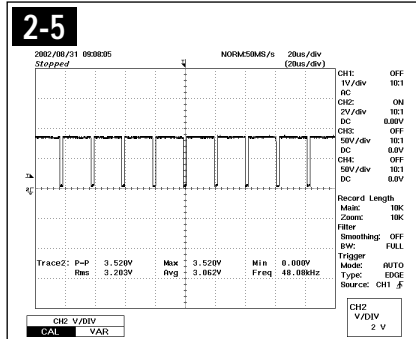 2-5
2002/08/31 09:08:05 NORM:50MS/s 20us/div
Stopped (20us/div)
CH1: OFF
1V/div 10:1
AC
CH2: ON
2V/div 10:1
DC 0.00V
CH3: OFF
50V/div 10:1
DC 0.0V
CH4: OFF
50V/div 10:1
DC 0.0V
Record Length
Main: 10K
Zoom: 10K
Filter
Smoothing: OFF
BW: FULL
Trigger
Mode: AUTO
Type: EDGE
Source: CH1
Trace2: P-P 3.520V Max 3.520V Min 0.000V
Rms 3.203V Avg 3.062V Freq 48.08kHz
CH2 V/DIV
CAL VAR
CH2
V/DIV
2 V